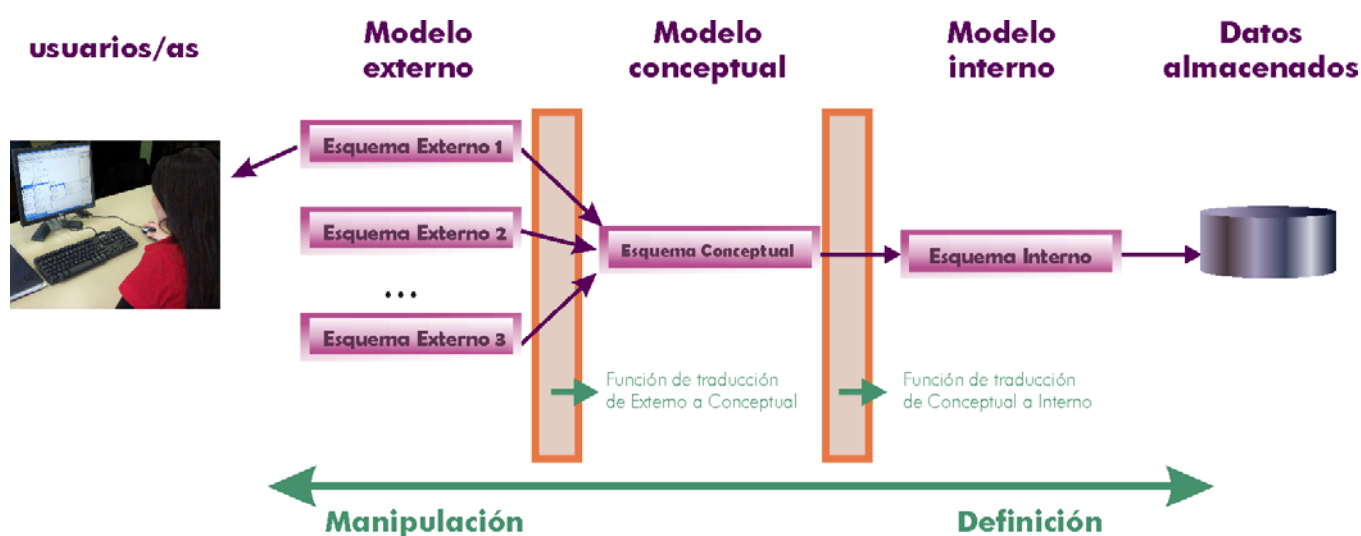 usuarios/as
Modelo
externo
Modelo
conceptual
Modelo
interno
Datos
almacenados
Esquema Externo 1
Esquema Externo 2
...
Esquema Externo 3
Esquema Conceptual
Esquema Interno
Función de traducción
de Externo a Conceptual
Función de traducción
de Conceptual a Interno
Manipulación
Definición